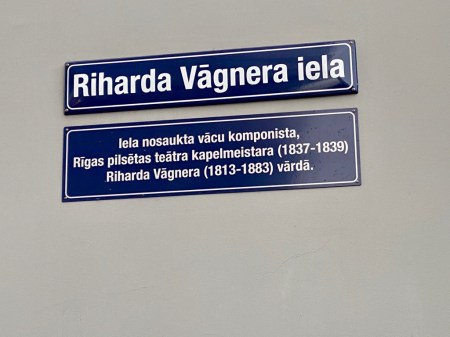 Riharda Vāgnera iela
Iela nosaukta vācu komponista,
Rīgas pilsētas teātra kapelmeistara (1837-1839)
Riharda Vāgnera (1813-1883) vārdā.